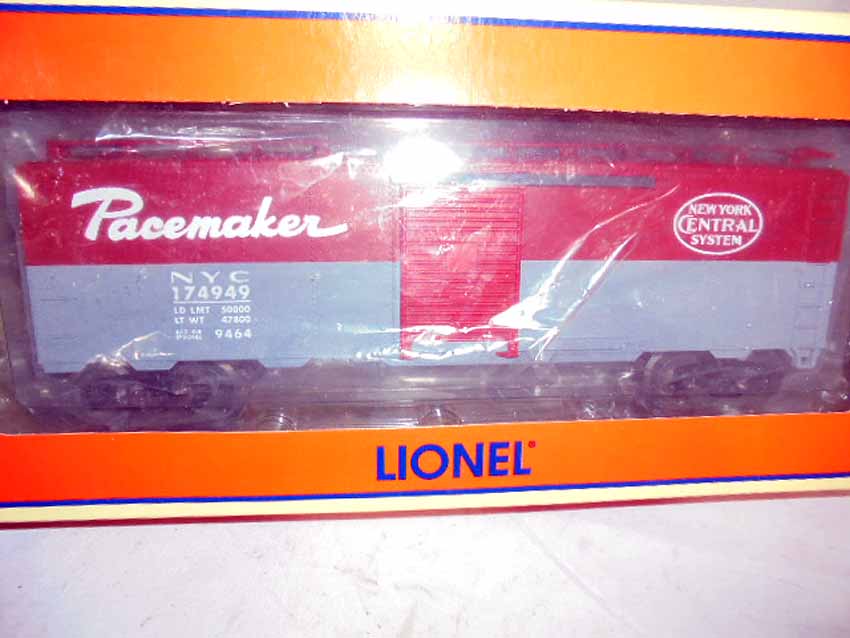 Pacemaker
NYC
174949
LD LMT 50000
LT WT 47800
9464
NEW YORK
CENTRAL
SYSTEM
LIONEL